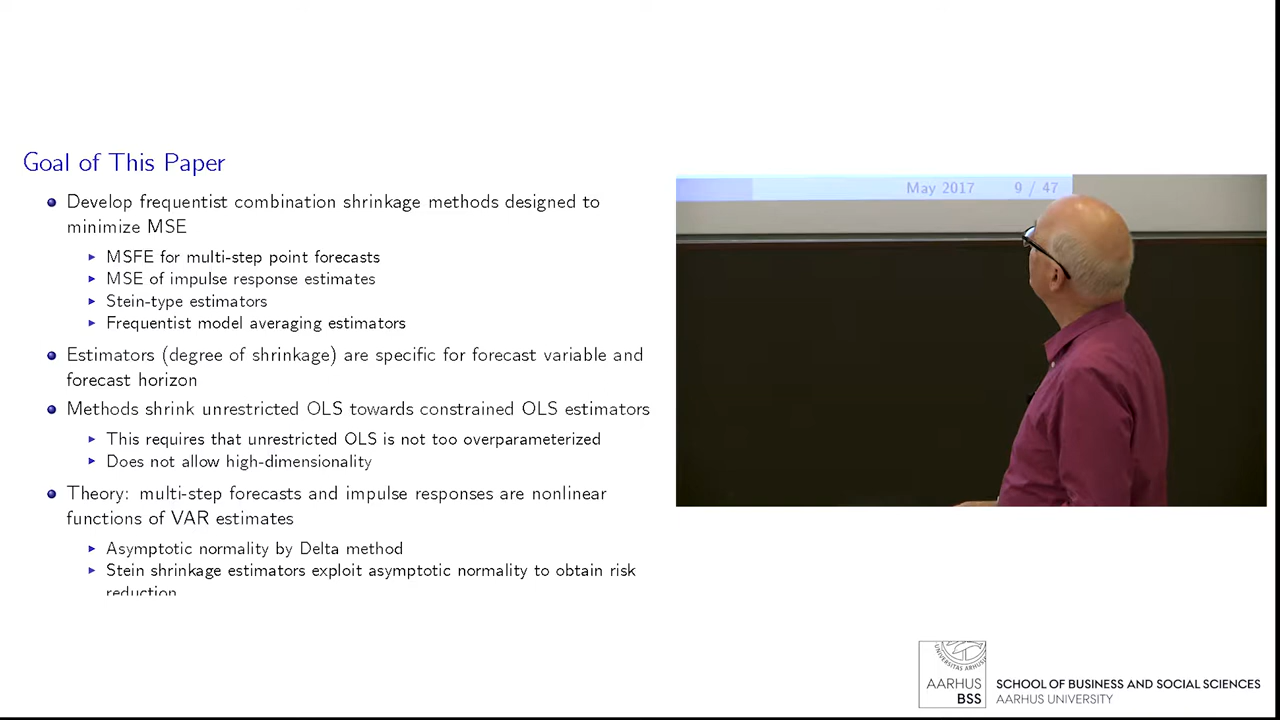 Goal of This Paper
Develop frequentist combination shrinkage methods designed to
minimize MSE
MSFE for multi-step point forecasts
MSE of impulse response estimates
Stein-type estimators
Frequentist model averaging estimators
Estimators (degree of shrinkage) are specific for forecast variable and
forecast horizon
Methods shrink unrestricted OLS towards constrained OLS estimators
This requires that unrestricted OLS is not too overparameterized
Does not allow high-dimensionality
Theory: multi-step forecasts and impulse responses are nonlinear
functions of VAR estimates
Asymptotic normality by Delta method
Stein shrinkage estimators exploit asymptotic normality to obtain risk
reduction
May 2017 9 / 47
AARHUS
BSS
SCHOOL OF BUSINESS AND SOCIAL SCIENCES
AARHUS UNIVERSITY